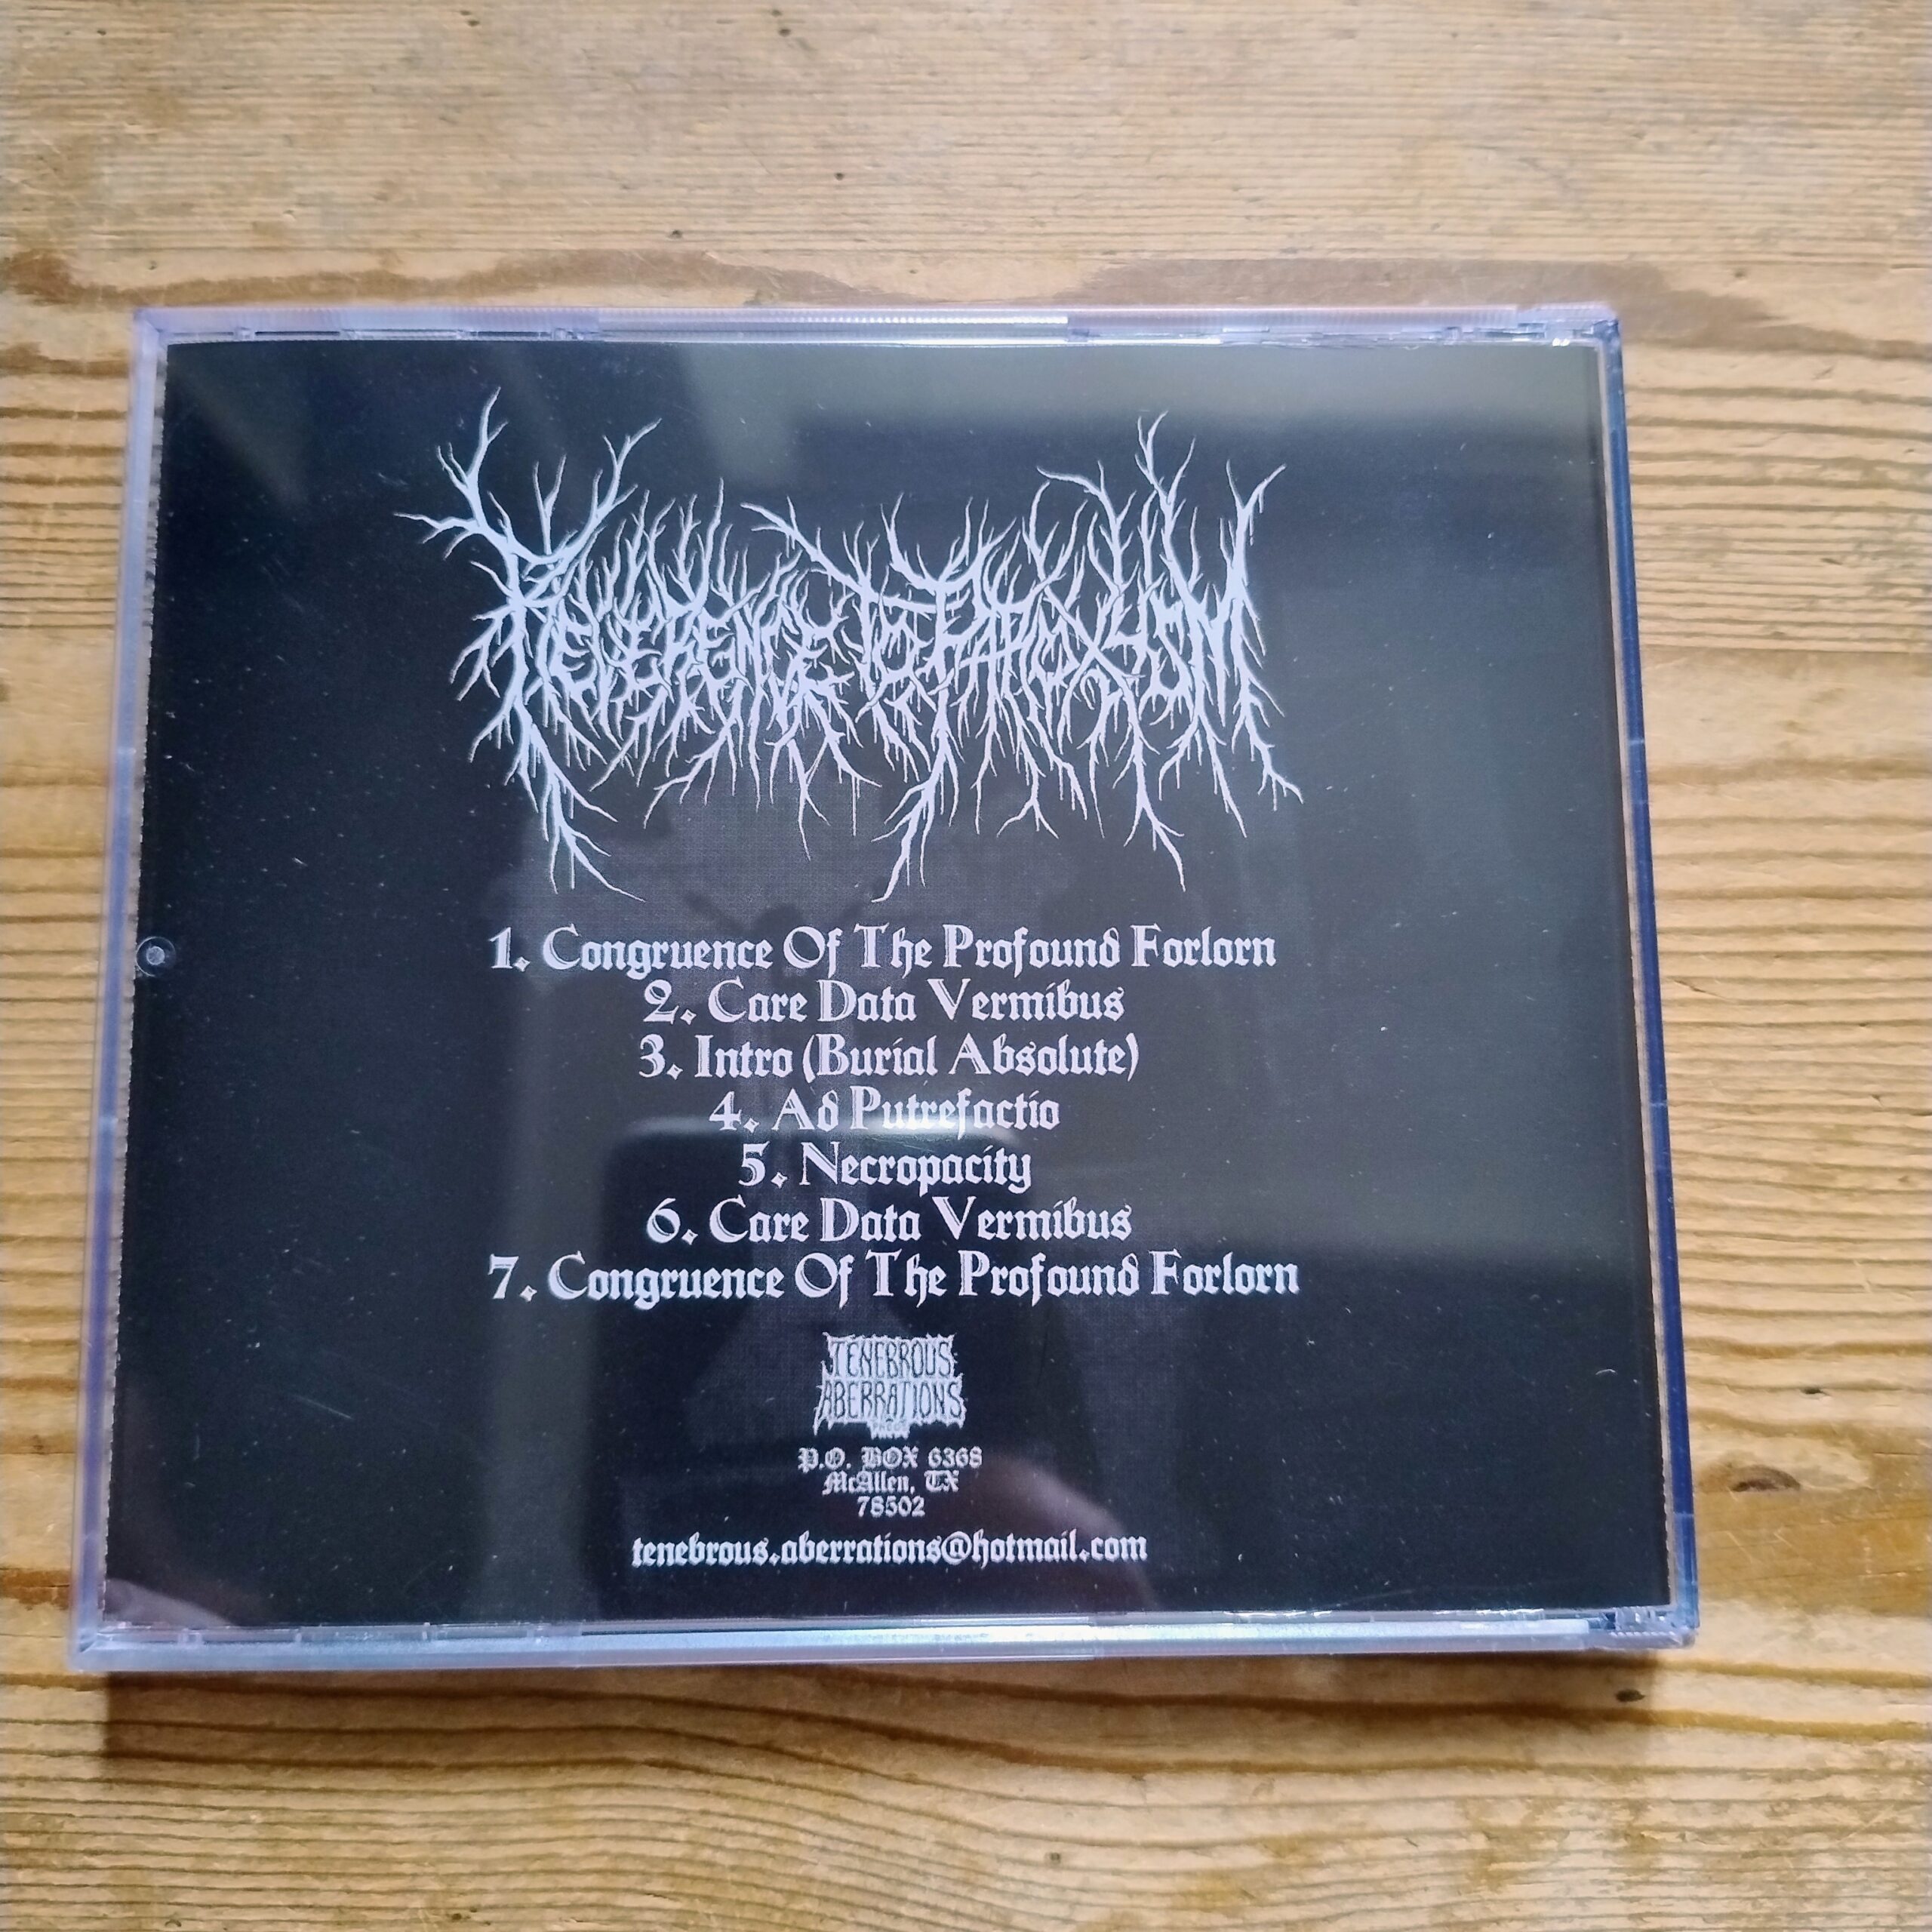 Reverence To Paroxysm
1. Congruence Of The Profound Forlorn
2. Care Data Vermibus
3. Intro (Burial Absolute)
4. Ad Putrefactio
5. Necropacity
6. Care Data Vermibus
7. Congruence Of The Profound Forlorn
TENEBROUS
ABERRATIONS
P.O. BOX 6368
McAllen, TX
78502
tenebrous.aberrations@hotmail.com